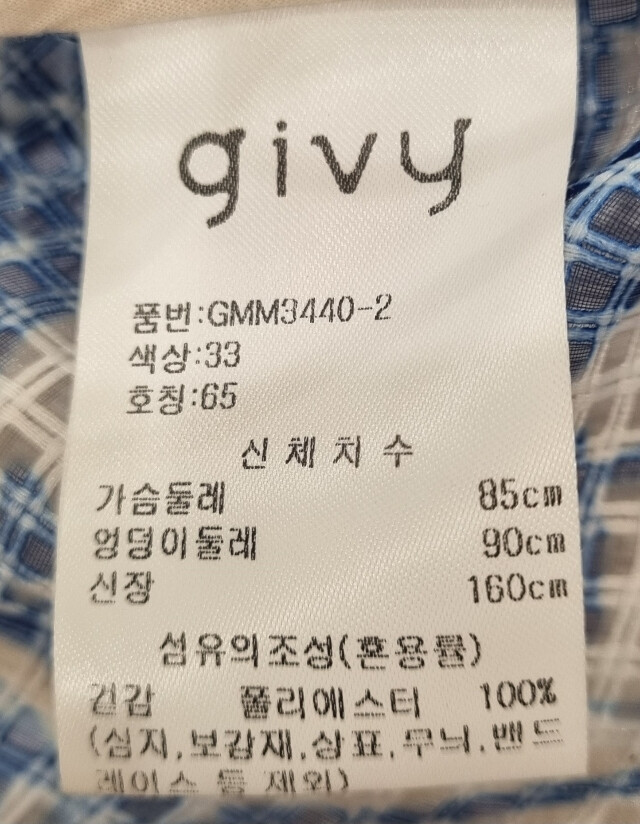 givy
품번:GMM3440-2
색상:33
호칭:65
신체치수
가슴둘레 85cm
엉덩이둘레 90cm
신장 160cm
섬유의조성(혼용률)
겉감 폴리에스터 100%
(심지,보강재,상표,무늬,밴드
레이스 등 제외)